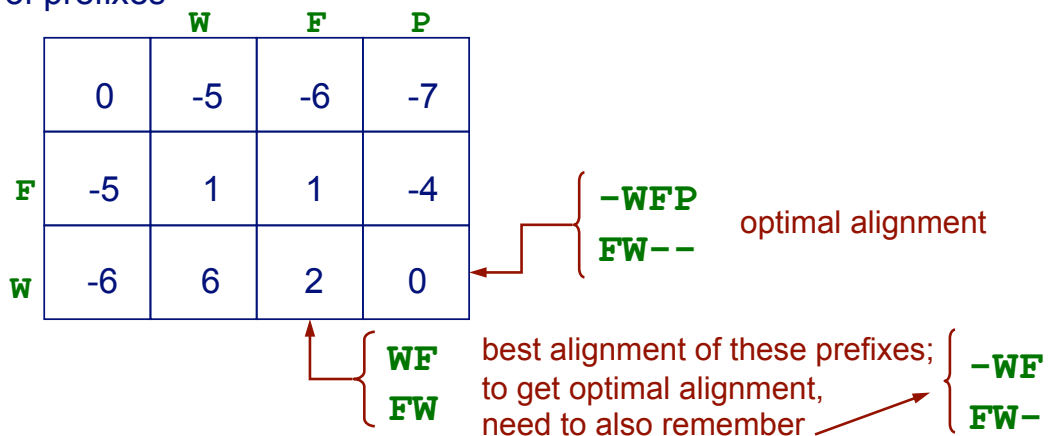 of prefixes
W F P
0 -5 -6 -7
F -5 1 1 -4
W -6 6 2 0
-WFP
FW--
optimal alignment
WF
FW
best alignment of these prefixes;
to get optimal alignment,
need to also remember
-WF
FW-